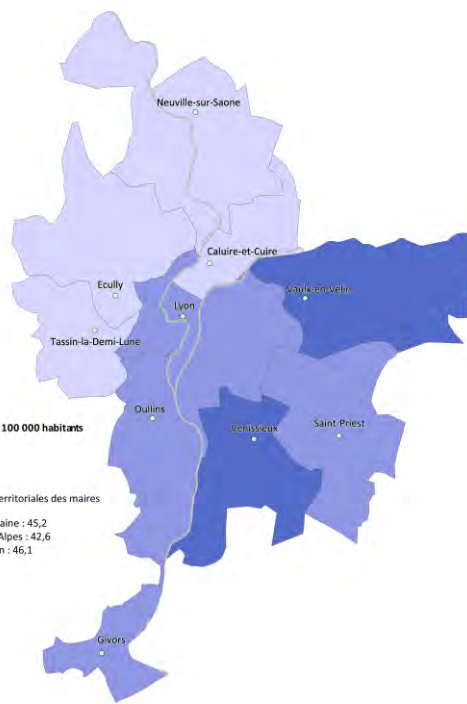 Neuville-sur-Saone
Caluire-et-Cuire
Ecully
Vaulx-en-Velin
Lyon
Tassin-la-Demi-Lune
Oullins
Saint-Priest
100 000 habitants
Venissieux
erritoriales des maires
aine : 45,2
Alpes : 42,6
n : 46,1
Givors